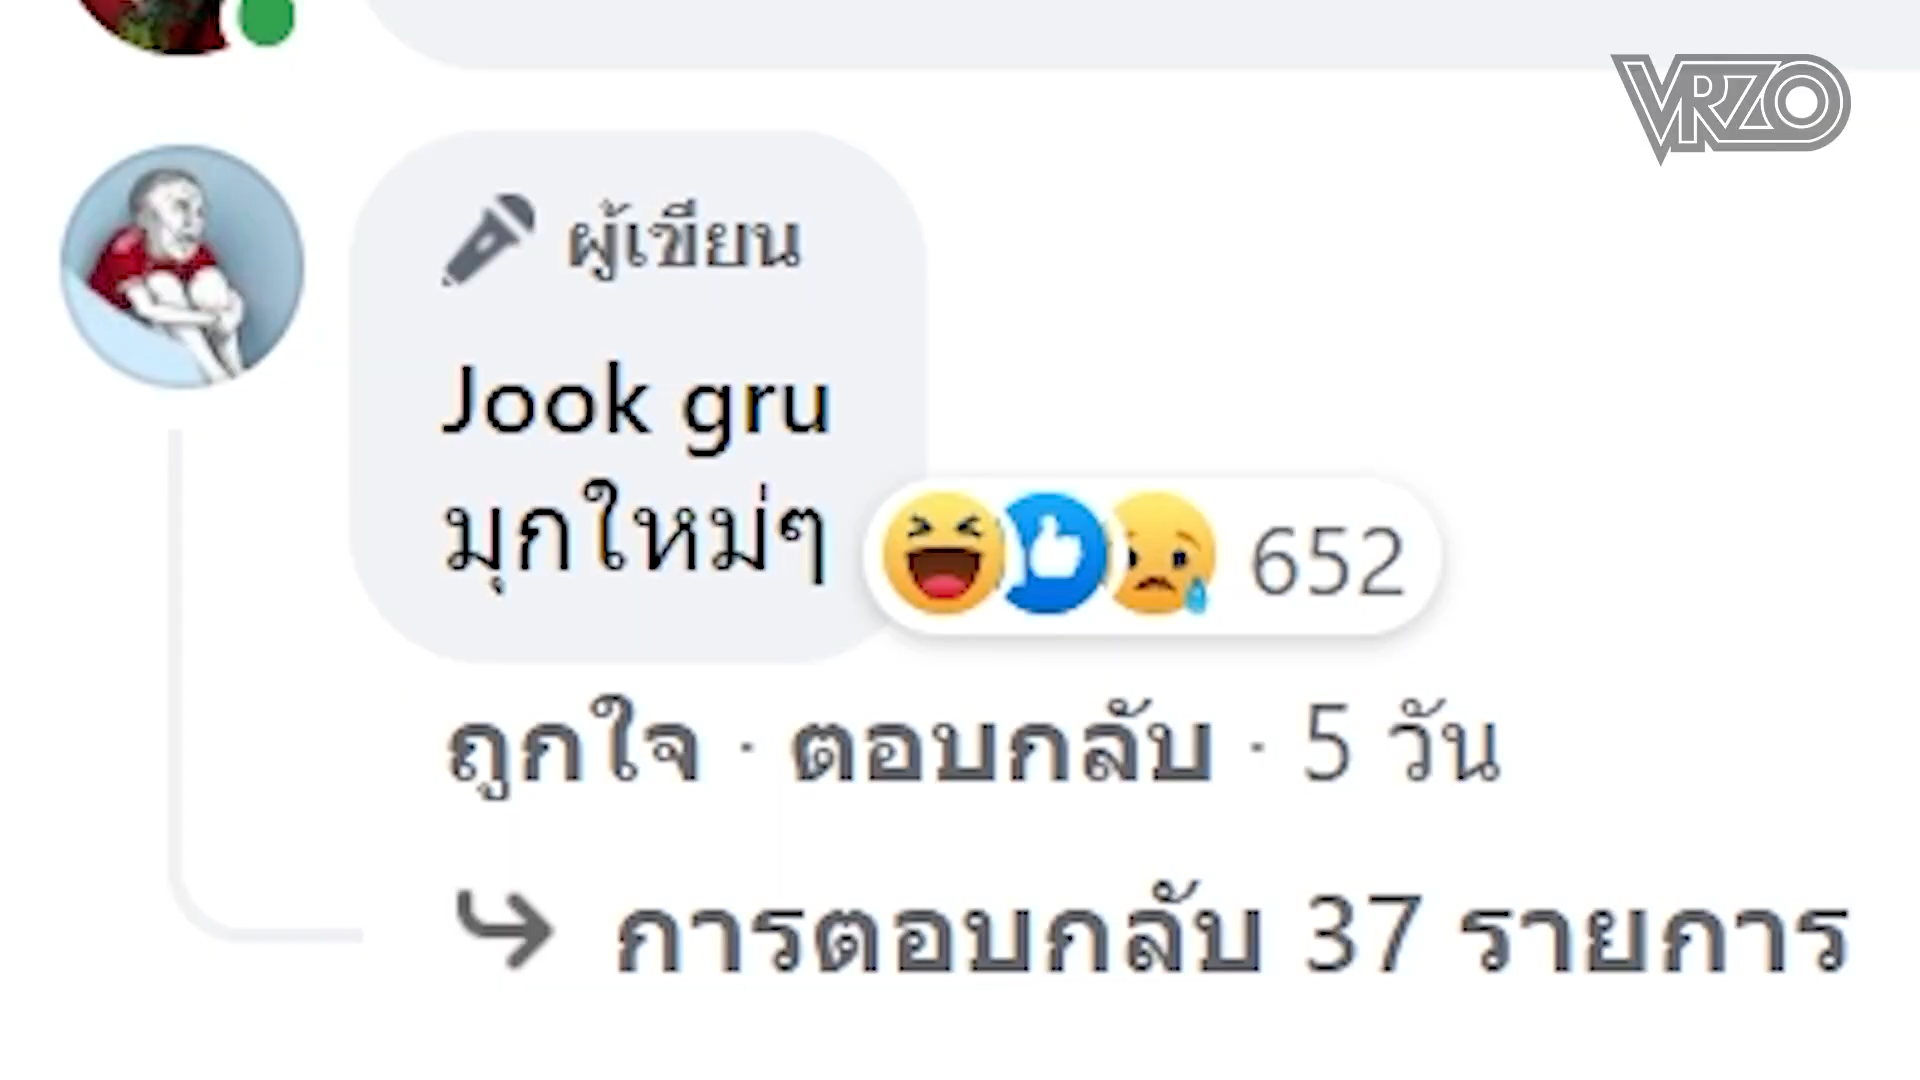 VRZO
ผู้เขียน
Jook gru
มุกใหม่ๆ
652
ถูกใจ · ตอบกลับ · 5 วัน
การตอบกลับ 37 รายการ